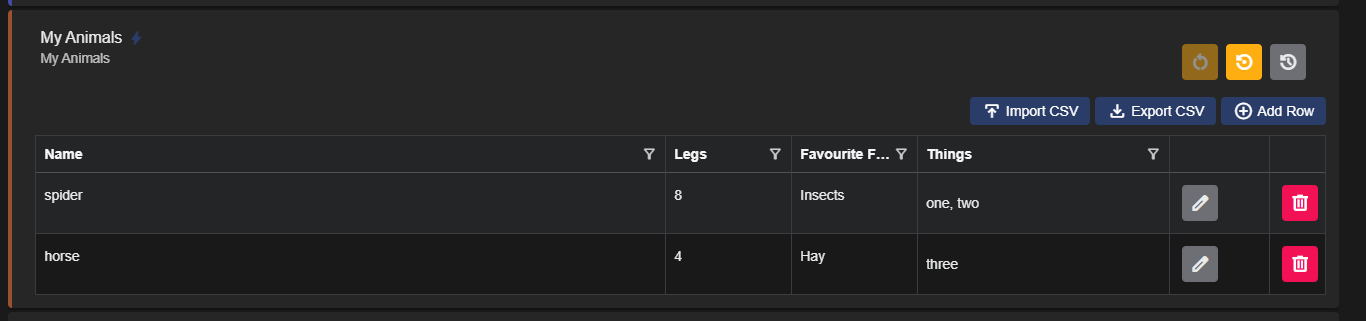 My Animals
My Animals
Import CSV Export CSV Add Row
Name Legs Favourite F... Things
spider 8 Insects one, two
horse 4 Hay three